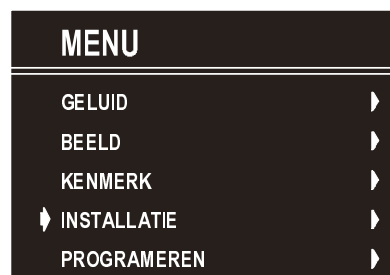 MENU
GELUID
BEELD
KENMERK
INSTALLATIE
PROGRAMEREN